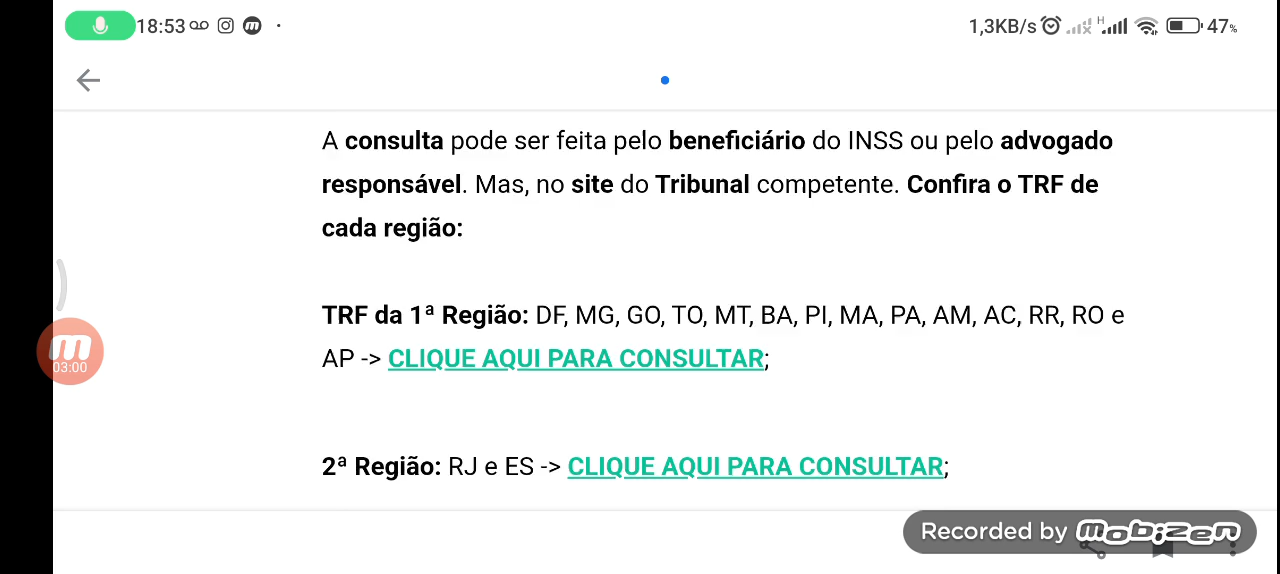 18:53
1,3KB/s H 47%
A consulta pode ser feita pelo beneficiário do INSS ou pelo advogado
responsável. Mas, no site do Tribunal competente. Confira o TRF de
cada região:
TRF da 1ª Região: DF, MG, GO, TO, MT, BA, PI, MA, PA, AM, AC, RR, RO e
AP -> CLIQUE AQUI PARA CONSULTAR;
03:00
2ª Região: RJ e ES -> CLIQUE AQUI PARA CONSULTAR;
Recorded by mobizen